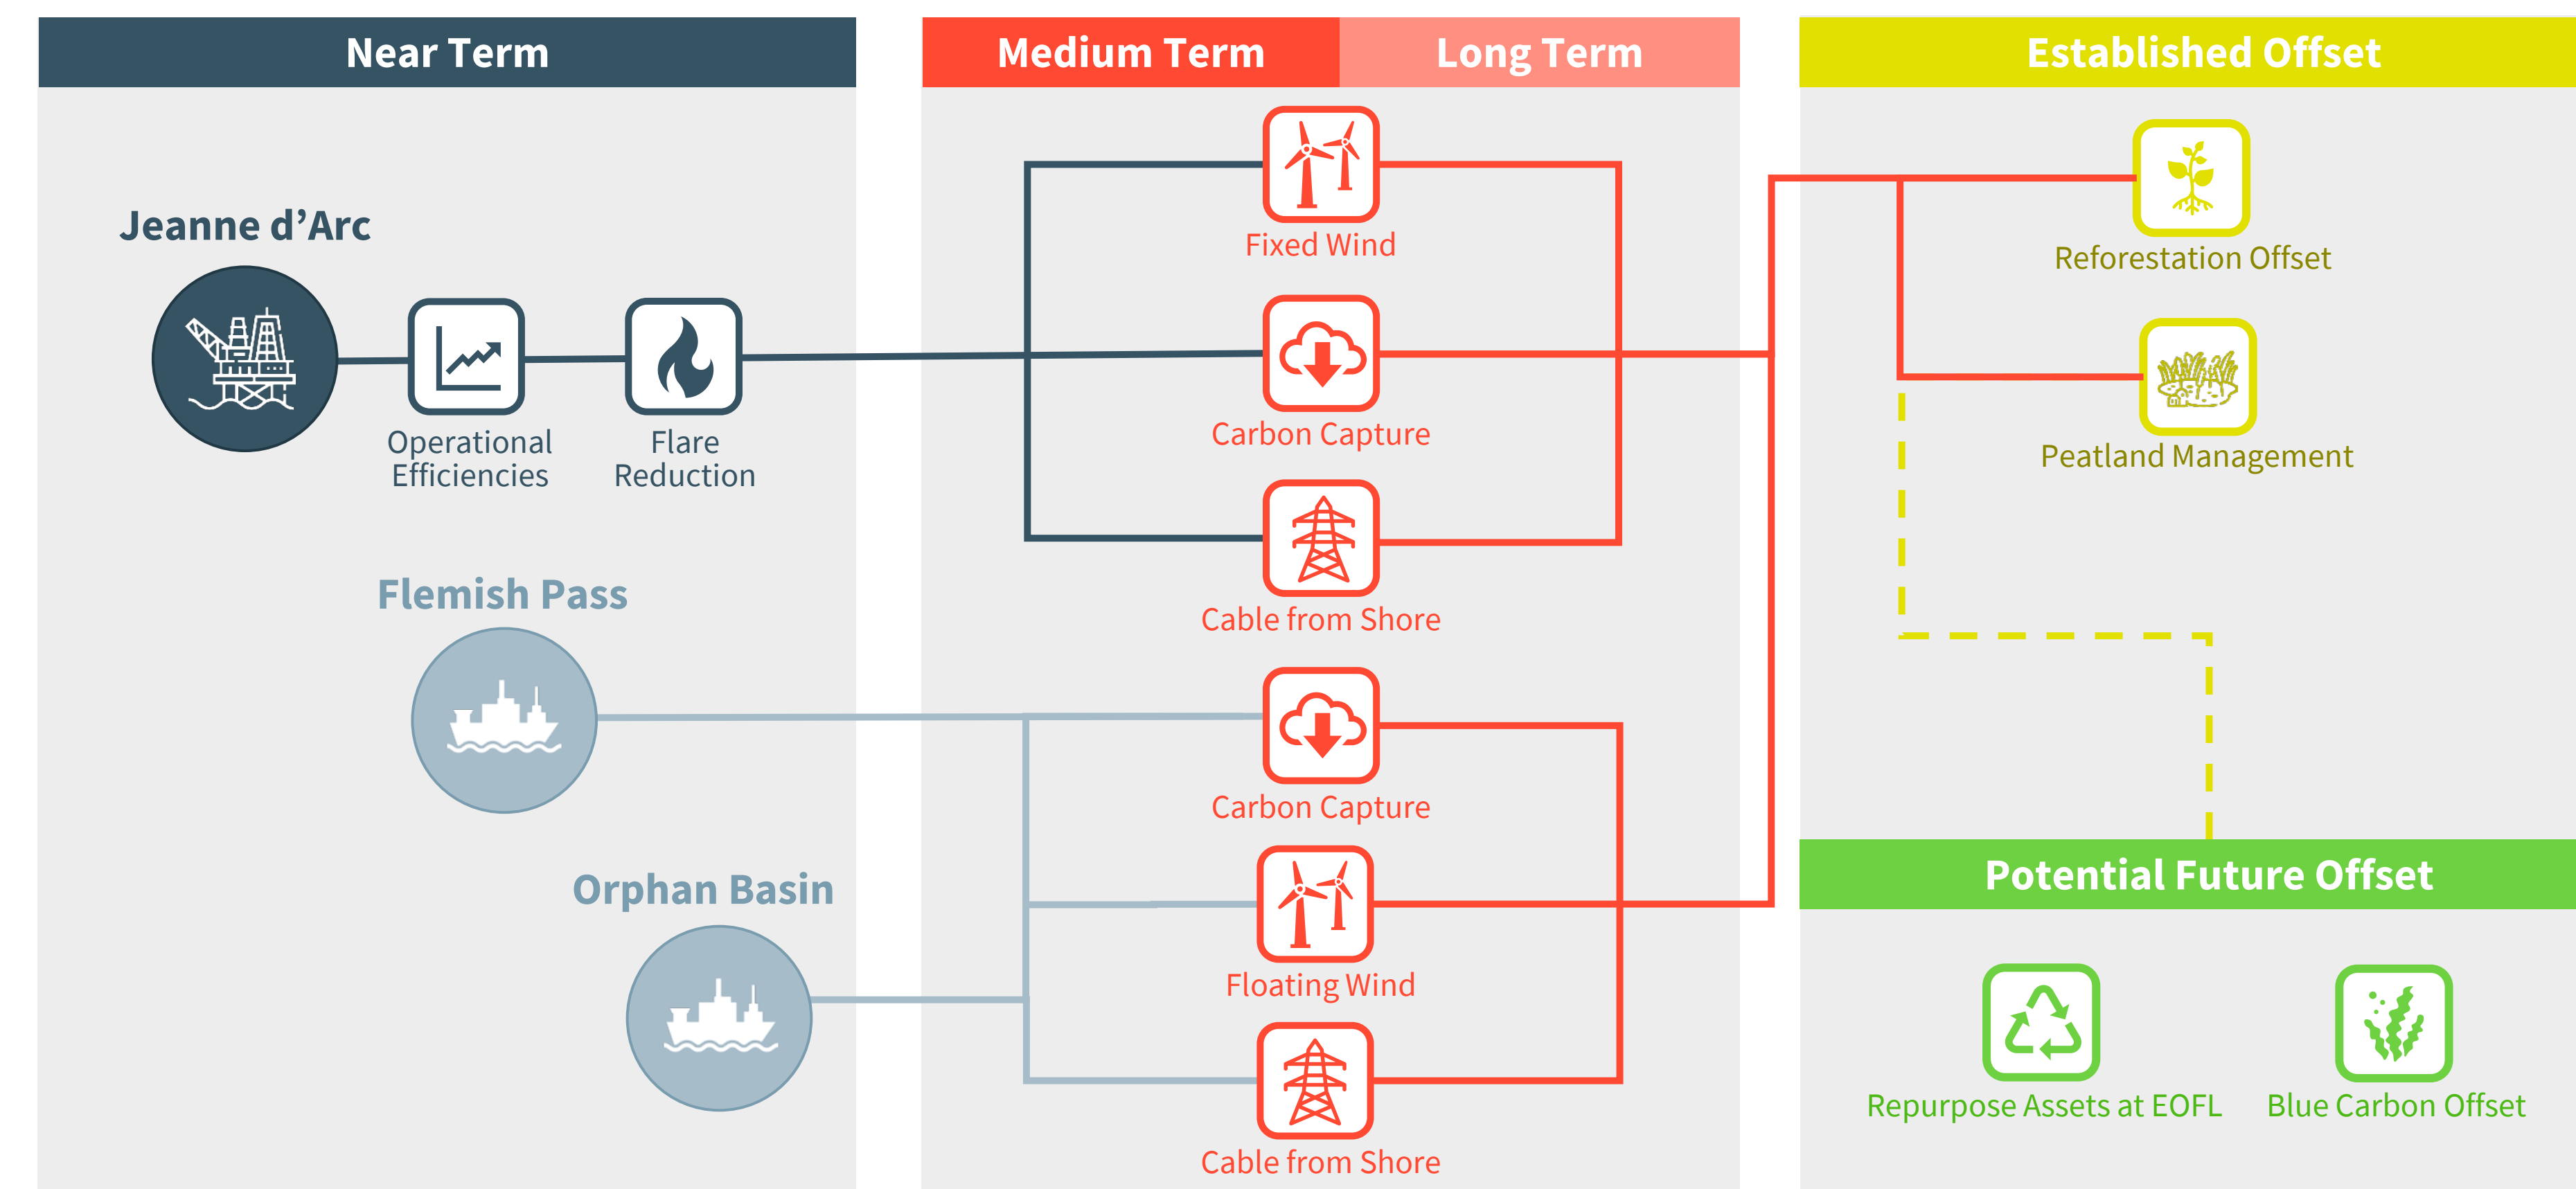 Near Term
Medium Term
Long Term
Established Offset
Jeanne d’Arc
Operational
Efficiencies
Flare
Reduction
Flemish Pass
Orphan Basin
Fixed Wind
Carbon Capture
Cable from Shore
Carbon Capture
Floating Wind
Cable from Shore
Reforestation Offset
Peatland Management
Potential Future Offset
Repurpose Assets at EOFL
Blue Carbon Offset